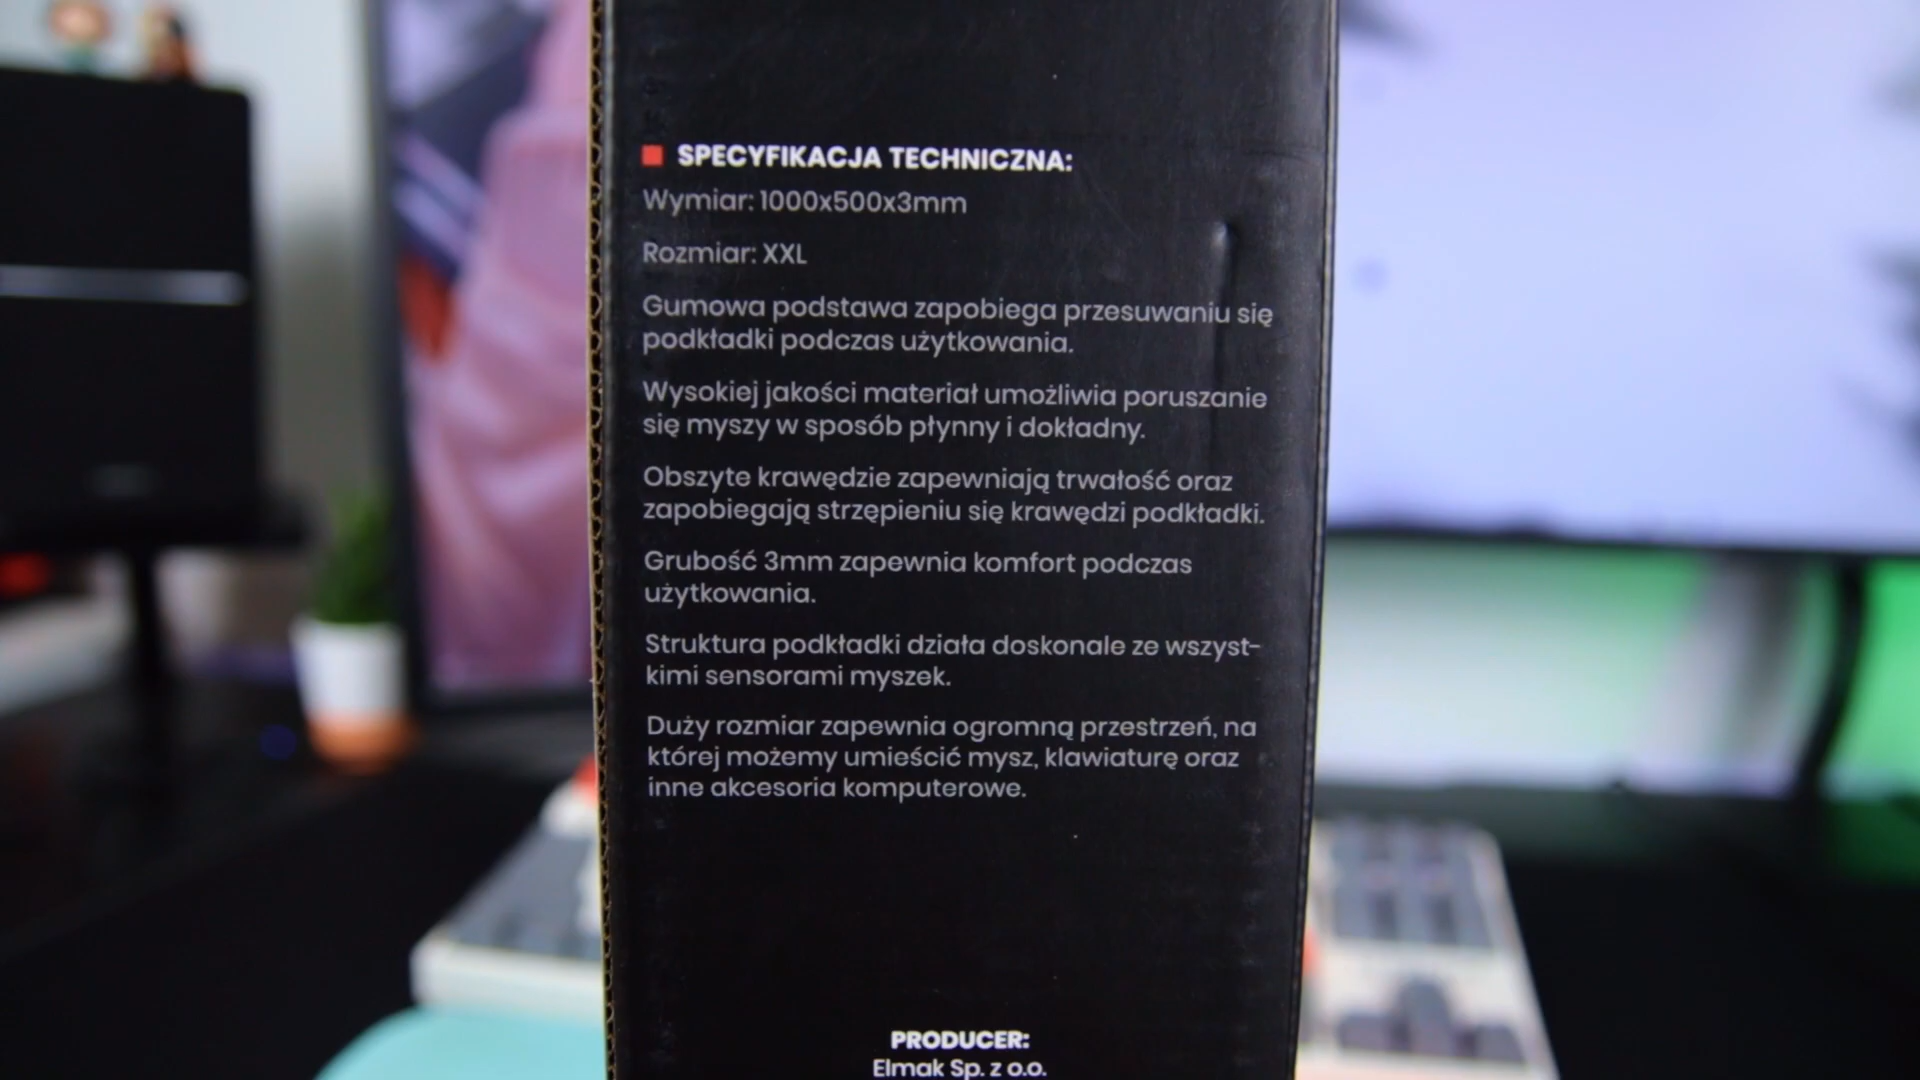 SPECYFIKACJA TECHNICZNA:
Wymiar: 1000x500x3mm
Rozmiar: XXL
Gumowa podstawa zapobiega przesuwaniu się
podkładki podczas użytkowania.
Wysokiej jakości materiał umożliwia poruszanie
się myszy w sposób płynny i dokładny.
Obszyte krawędzie zapewniają trwałość oraz
zapobiegają strzępieniu się krawędzi podkładki.
Grubość 3mm zapewnia komfort podczas
użytkowania.
Struktura podkładki działa doskonale ze wszyst-
kimi sensorami myszek.
Duży rozmiar zapewnia ogromną przestrzeń, na
której możemy umieścić mysz, klawiaturę oraz
inne akcesoria komputerowe.
PRODUCER:
Elmak Sp. z o.o.